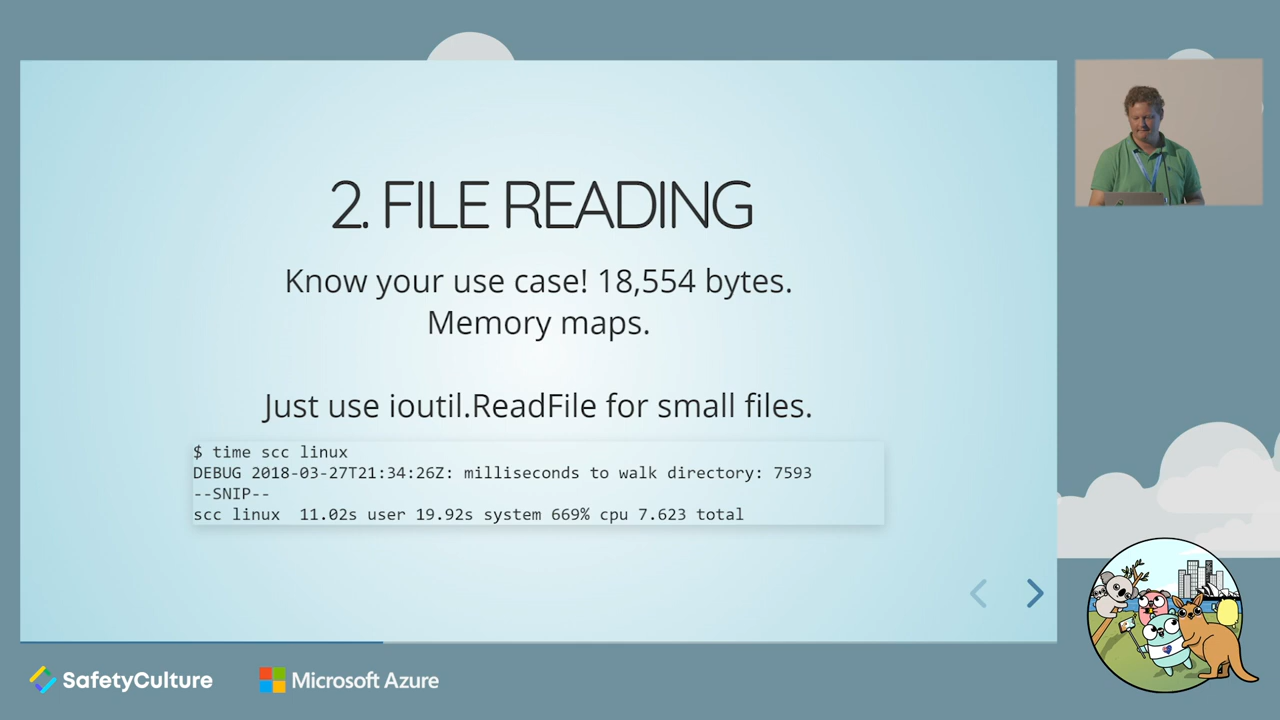 2. FILE READING
Know your use case! 18,554 bytes.
Memory maps.
Just use ioutil.ReadFile for small files.
$ time scc linux
DEBUG 2018-03-27T21:34:26Z: milliseconds to walk directory: 7593
--SNIP--
scc linux  11.02s user 19.92s system 669% cpu 7.623 total
SafetyCulture
Microsoft Azure